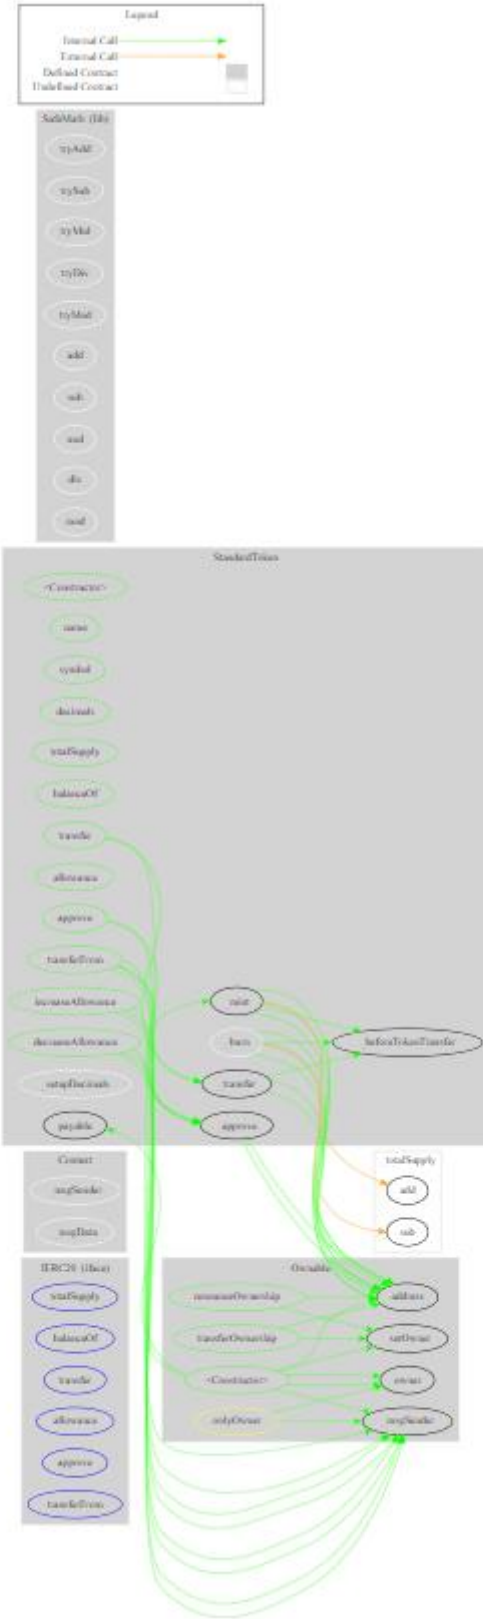 Legend
Internal Call
External Call
Defined Contract
Undefined Contract
SafeMath (lib)
tryAdd
trySub
tryMul
tryDiv
tryMod
add
sub
mul
div
mod
StandardToken
<Constructor>
name
symbol
decimals
totalSupply
balanceOf
transfer
allowance
approve
transferFrom
increaseAllowance
mint
decreaseAllowance
burn
beforeTokenTransfer
setupDecimals
transfer
payable
approve
Context
msgSender
msgData
totalSupply
add
sub
IERC20 (iface)
totalSupply
balanceOf
transfer
allowance
approve
transferFrom
Ownable
renounceOwnership
address
transferOwnership
setOwner
<Constructor>
owner
onlyOwner
msgSender